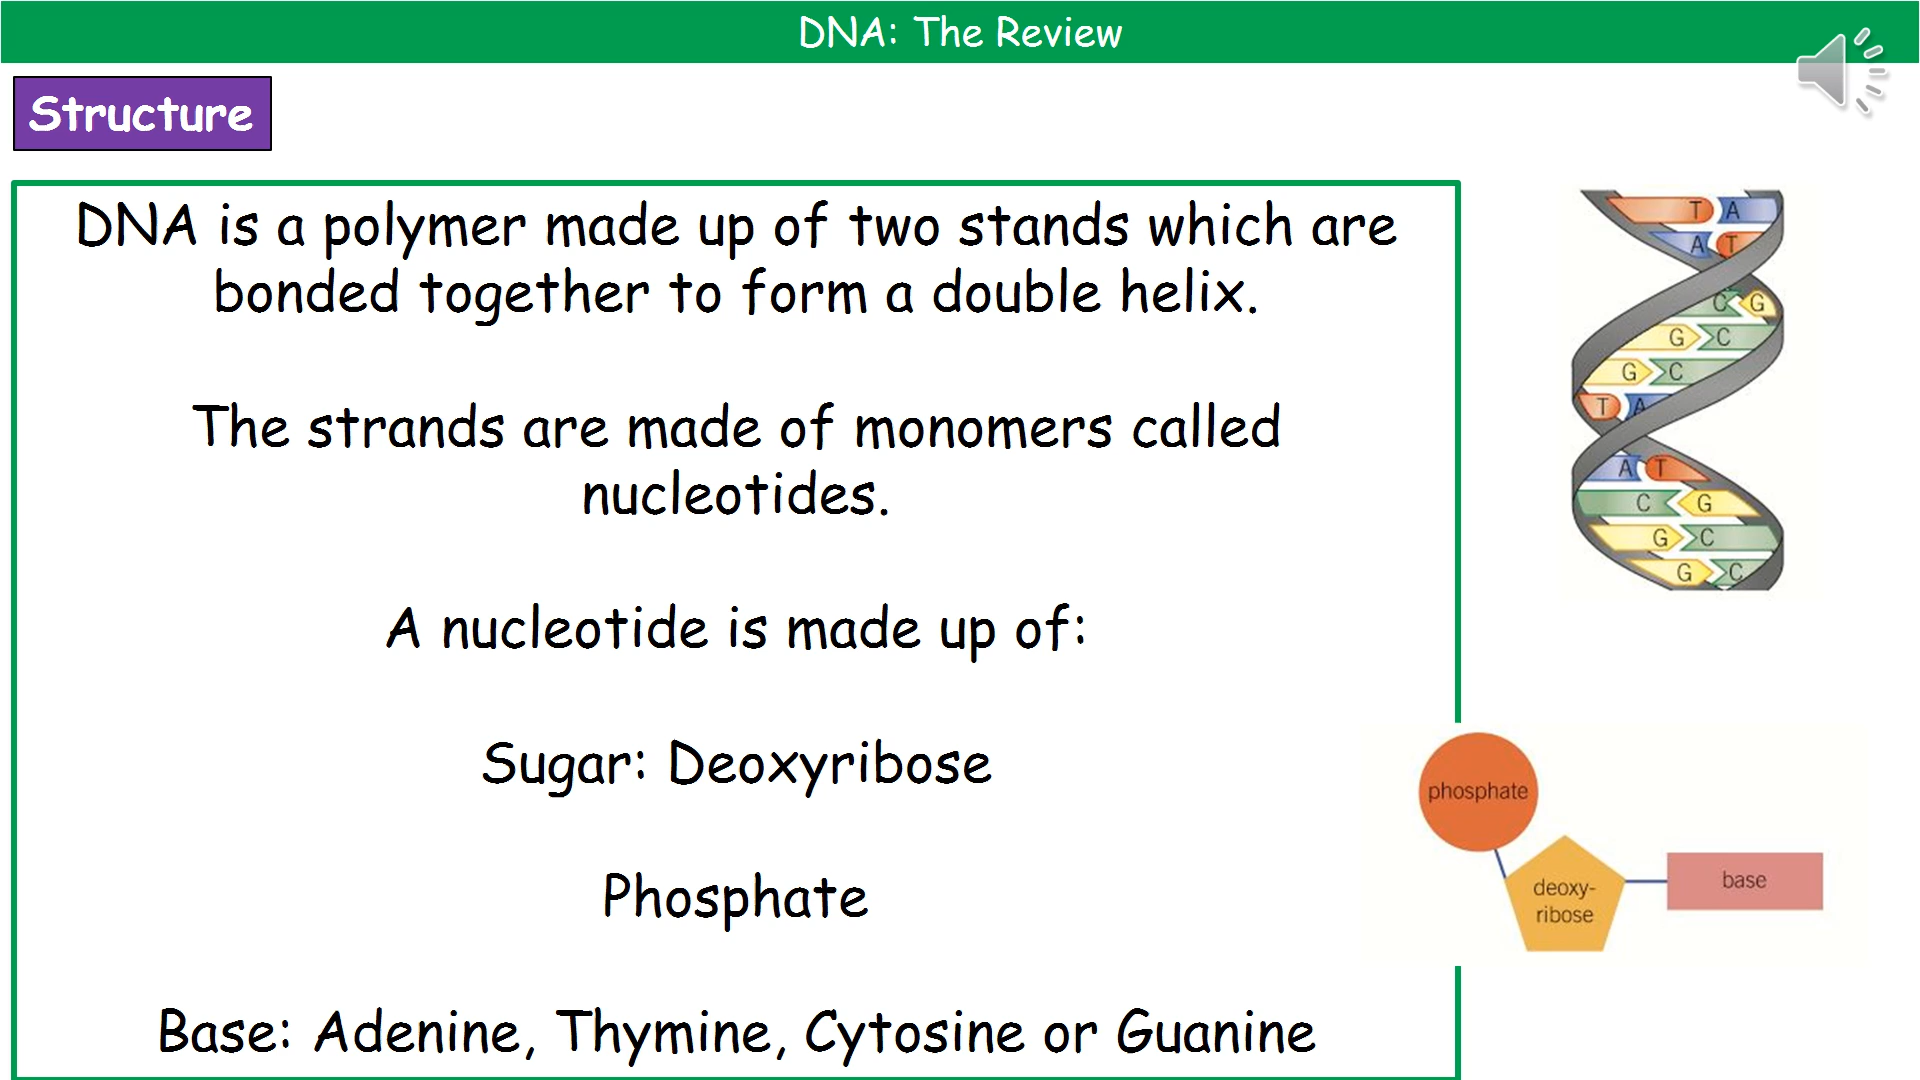 DNA: The Review
Structure
DNA is a polymer made up of two stands which are
bonded together to form a double helix.
The strands are made of monomers called
nucleotides.
A nucleotide is made up of:
Sugar: Deoxyribose
Phosphate
Base: Adenine, Thymine, Cytosine or Guanine
T A
A T
C G
G C
G C
T A
A T
C G
G C
G C
phosphate
deoxy-
ribose
base